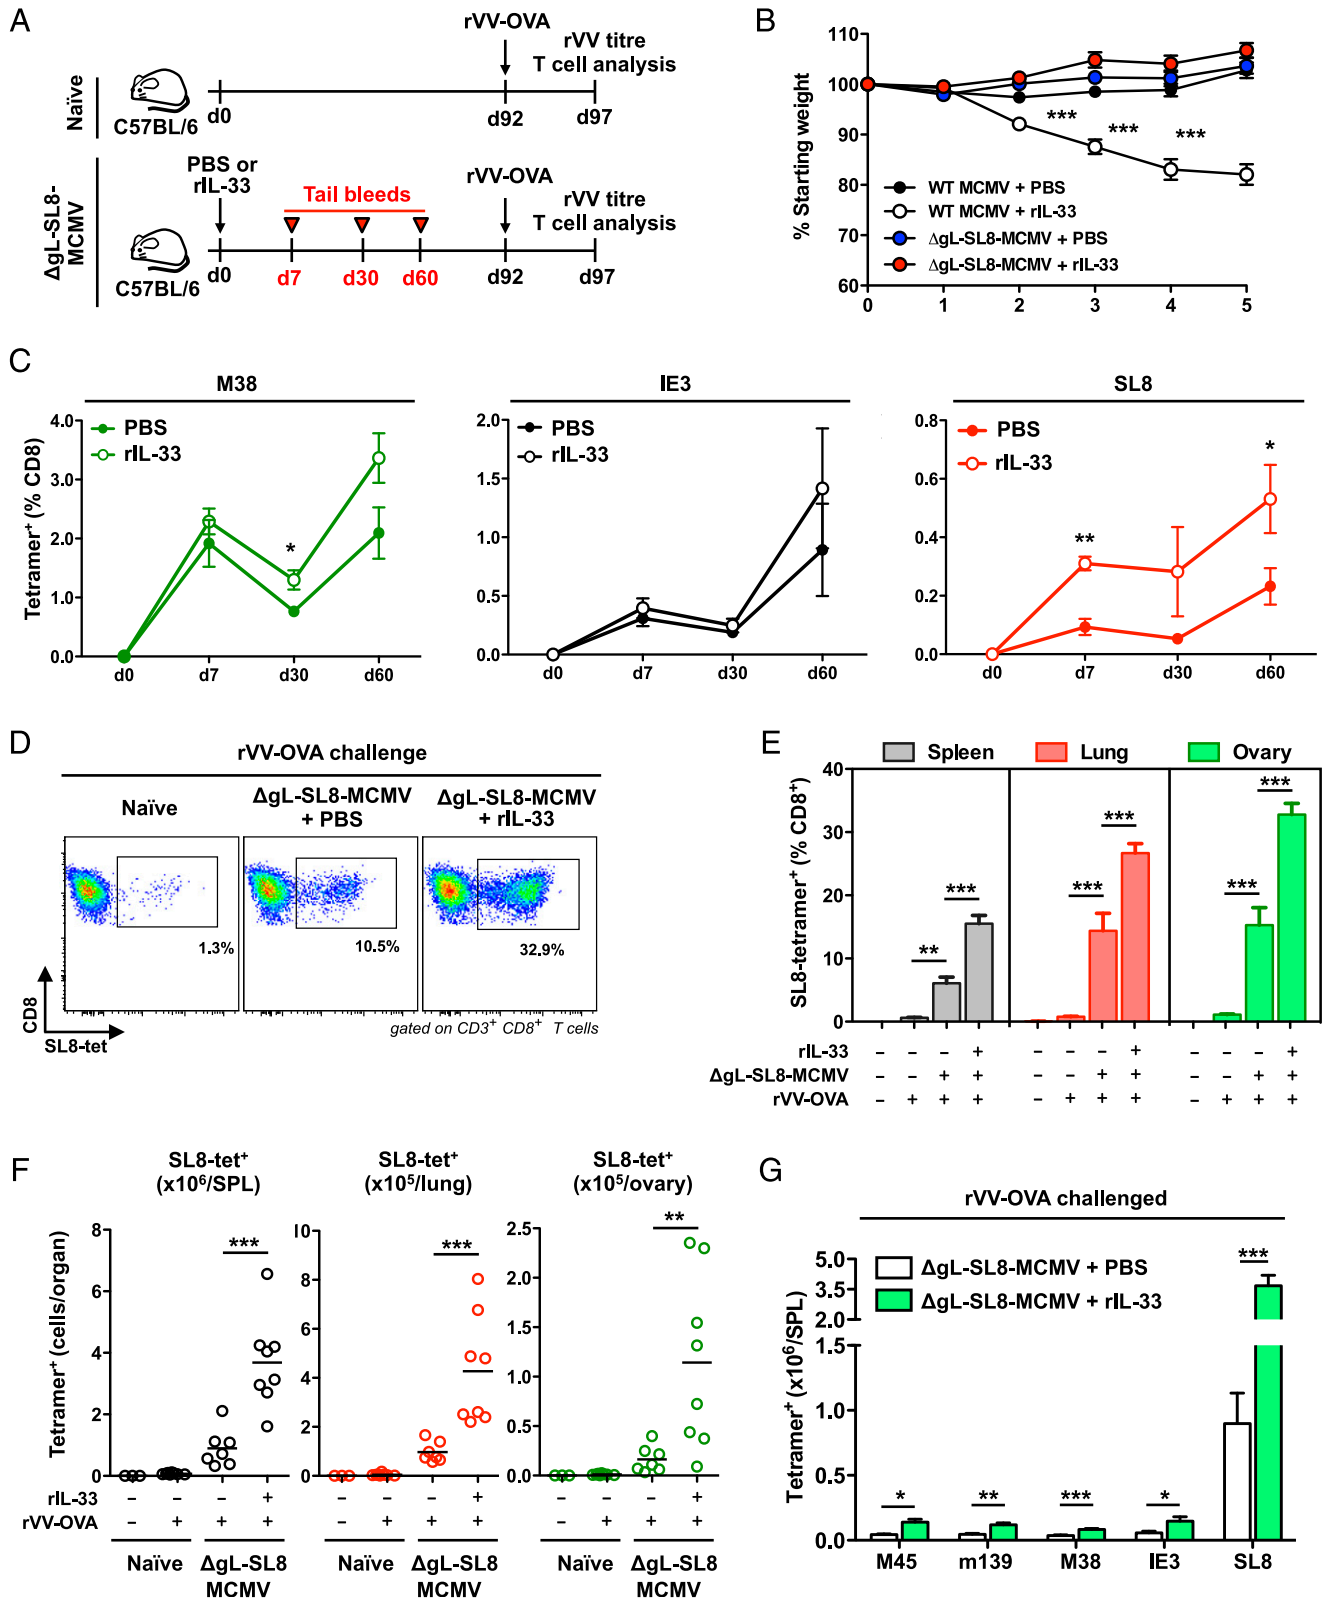 A
Naïve
C57BL/6
d0
rVV-OVA
rVV titre
T cell analysis
d92
d97
ΔgL-SL8-
MCMV
PBS or
rIL-33
Tail bleeds
rVV-OVA
rVV titre
T cell analysis
C57BL/6
d0
d7
d30
d60
d92
d97
B
% Starting weight
110
100
90
80
70
60
0
1
2
3
4
5
***
***
***
WT MCMV + PBS
WT MCMV + rIL-33
ΔgL-SL8-MCMV + PBS
ΔgL-SL8-MCMV + rIL-33
C
M38
Tetramer⁺ (% CD8)
4.0
3.0
2.0
1.0
0.0
PBS
rIL-33
*
d0
d7
d30
d60
IE3
2.0
1.5
1.0
0.5
0.0
PBS
rIL-33
d0
d7
d30
d60
SL8
0.8
0.6
0.4
0.2
0.0
PBS
rIL-33
**
*
d0
d7
d30
d60
D
rVV-OVA challenge
Naïve
ΔgL-SL8-MCMV
+ PBS
ΔgL-SL8-MCMV
+ rIL-33
1.3%
10.5%
32.9%
CD8
SL8-tet
gated on CD3⁺ CD8⁺ T cells
E
Spleen
Lung
Ovary
SL8-tetramer⁺ (% CD8⁺)
40
30
20
10
0
**
***
***
***
***
***
rIL-33
+ + +
ΔgL-SL8-MCMV
– – + + – – + + – – + +
rVV-OVA
– + + + – + + + – + + +
F
SL8-tet⁺
(x10⁶/SPL)
SL8-tet⁺
(x10⁵/lung)
SL8-tet⁺
(x10⁵/ovary)
Tetramer⁺ (cells/organ)
8
6
4
2
0
***
10
8
6
4
2
0
***
2.5
2.0
1.5
1.0
0.5
0.0
**
rIL-33
– – – + – – – + – – – +
rVV-OVA
– + + + – + + + – + + +
Naïve
ΔgL-SL8
MCMV
Naïve
ΔgL-SL8
MCMV
Naïve
ΔgL-SL8
MCMV
G
rVV-OVA challenged
ΔgL-SL8-MCMV + PBS
ΔgL-SL8-MCMV + rIL-33
Tetramer⁺ (x10⁶/SPL)
5.0
3.5
2.0
1.5
1.0
0.5
0.0
*
**
***
*
***
M45
m139
M38
IE3
SL8